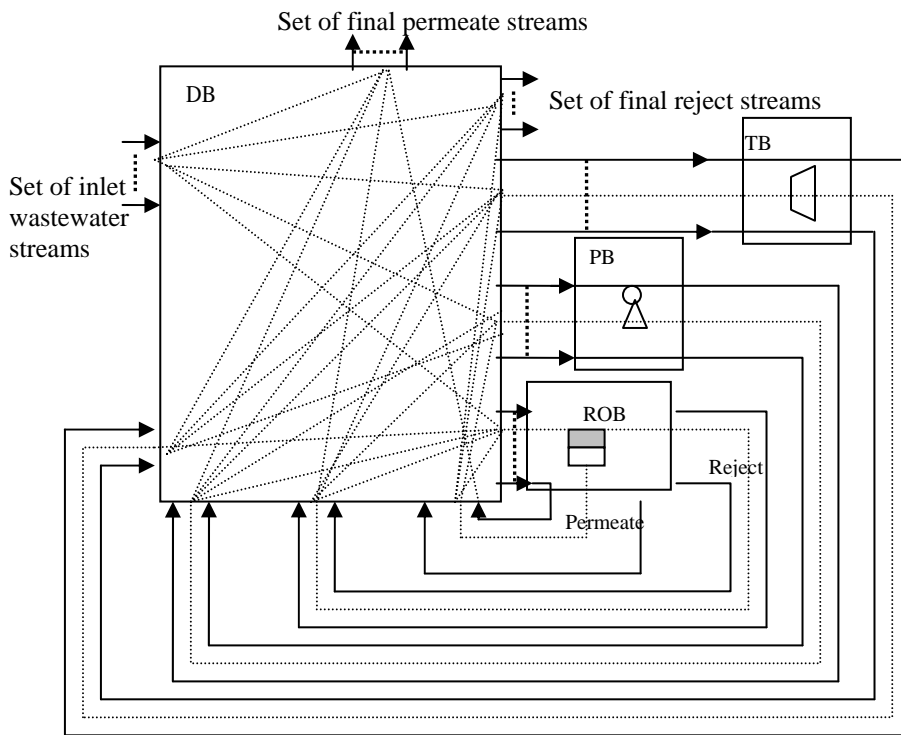 Set of final permeate streams
DB
Set of final reject streams
TB
Set of inlet
wastewater
streams
PB
ROB
Reject
Permeate